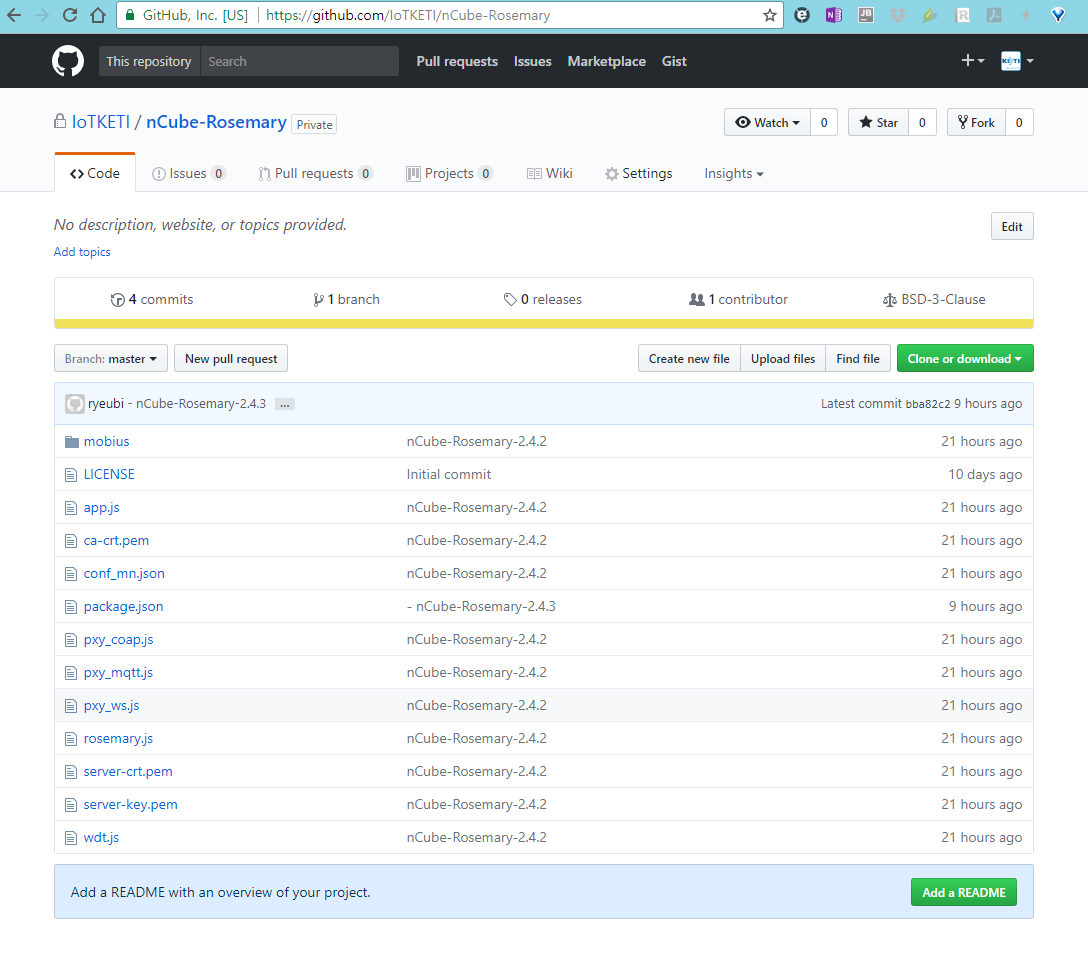 GitHub, Inc. [US] https://github.com/IoTKETI/nCube-Rosemary
This repository Search Pull requests Issues Marketplace Gist
IoTKETI / nCube-Rosemary Private Watch 0 Star 0 Fork 0
Code Issues 0 Pull requests 0 Projects 0 Wiki Settings Insights
No description, website, or topics provided. Edit
Add topics
4 commits 1 branch 0 releases 1 contributor BSD-3-Clause
Branch: master New pull request Create new file Upload files Find file Clone or download
ryeubi - nCube-Rosemary-2.4.3 ... Latest commit bba82c2 9 hours ago
mobius nCube-Rosemary-2.4.2 21 hours ago
LICENSE Initial commit 10 days ago
app.js nCube-Rosemary-2.4.2 21 hours ago
ca-crt.pem nCube-Rosemary-2.4.2 21 hours ago
conf_mn.json nCube-Rosemary-2.4.2 21 hours ago
package.json - nCube-Rosemary-2.4.3 9 hours ago
pxy_coap.js nCube-Rosemary-2.4.2 21 hours ago
pxy_mqtt.js nCube-Rosemary-2.4.2 21 hours ago
pxy_ws.js nCube-Rosemary-2.4.2 21 hours ago
rosemary.js nCube-Rosemary-2.4.2 21 hours ago
server-crt.pem nCube-Rosemary-2.4.2 21 hours ago
server-key.pem nCube-Rosemary-2.4.2 21 hours ago
wdt.js nCube-Rosemary-2.4.2 21 hours ago
Add a README with an overview of your project. Add a README